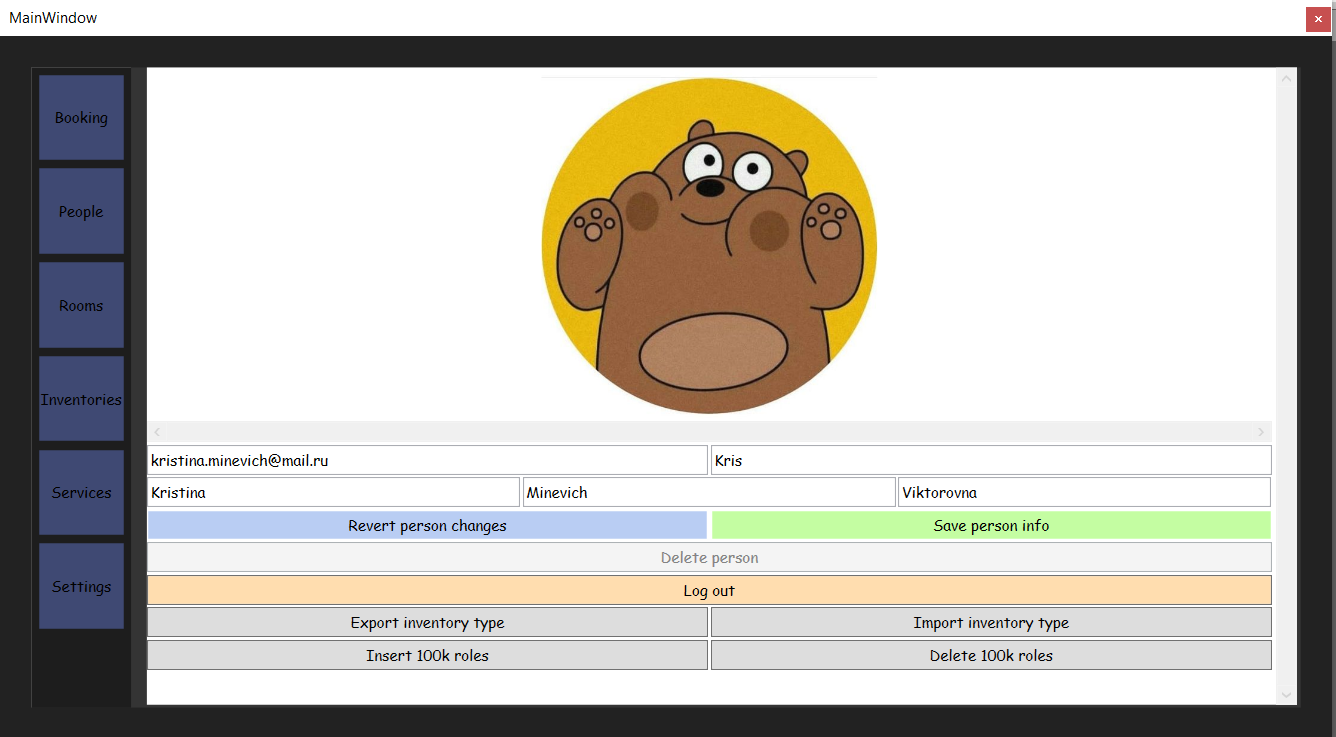 MainWindow
Booking
People
Rooms
Inventories
Services
Settings
kristina.minevich@mail.ru Kris
Kristina Minevich Viktorovna
Revert person changes Save person info
Delete person
Log out
Export inventory type Import inventory type
Insert 100k roles Delete 100k roles